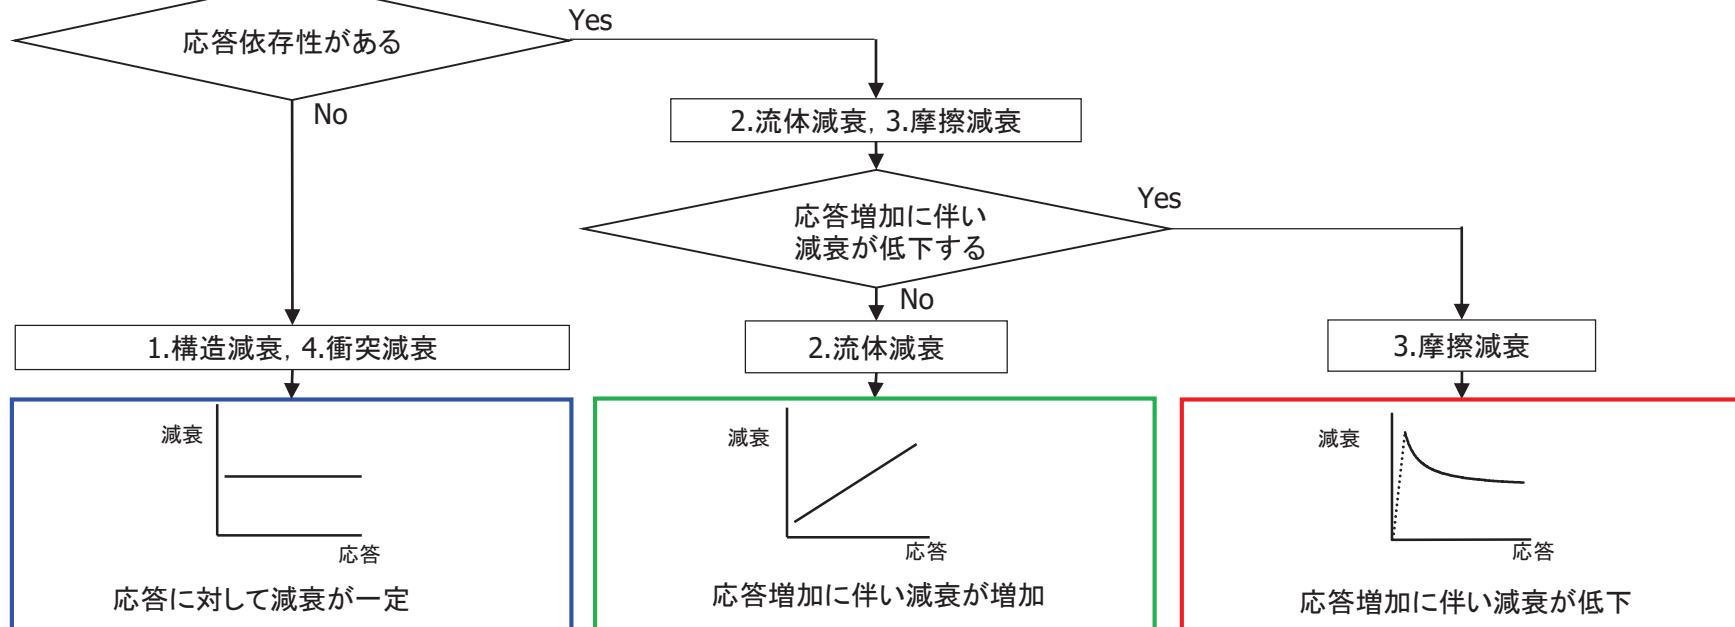 応答依存性がある
Yes
No
2.流体減衰, 3.摩擦減衰
応答増加に伴い
減衰が低下する
Yes
No
1.構造減衰, 4.衝突減衰
2.流体減衰
3.摩擦減衰
減衰
応答
応答に対して減衰が一定
減衰
応答
応答増加に伴い減衰が増加
減衰
応答
応答増加に伴い減衰が低下